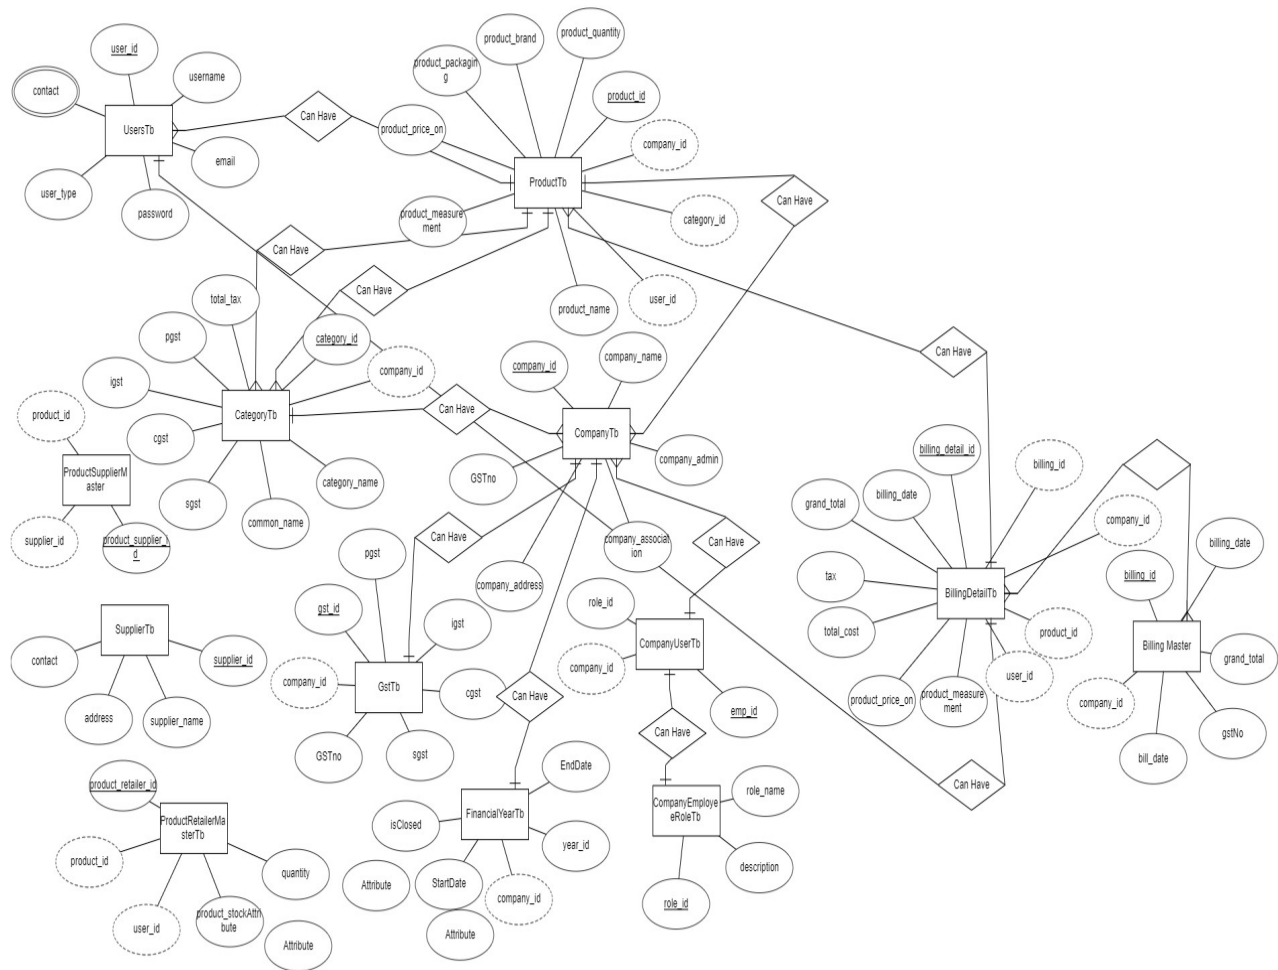 product_brand
product_quantity
user_id
product_packagin
g
username
contact
product_id
Can Have
UsersTb
product_price_on
company_id
email
ProductTb
user_type
password
Can Have
product_measure
ment
category_id
Can Have
Can Have
total_tax
user_id
product_name
pgst
category_id
Can Have
company_name
company_id
company_id
igst
product_id
Can Have
CategoryTb
CompanyTb
cgst
company_admin
billing_detail_id
billing_id
ProductSupplierM
aster
GSTno
category_name
grand_total
billing_date
sgst
common_name
company_id
supplier_id
product_supplier_i
d
Can Have
company_associat
ion
Can Have
billing_date
pgst
tax
billing_id
company_address
BillingDetailTb
gst_id
role_id
igst
SupplierTb
total_cost
product_id
CompanyUserTb
Billing Master
contact
supplier_id
company_id
company_id
grand_total
GstTb
user_id
cgst
Can Have
product_price_on
product_measure
ment
company_id
address
supplier_name
emp_id
Can Have
gstNo
GSTno
sgst
bill_date
EndDate
product_retailer_id
Can Have
role_name
CompanyEmploye
eRoleTb
ProductRetailerMa
sterTb
FinancialYearTb
isClosed
year_id
product_id
description
quantity
Attribute
StartDate
company_id
role_id
product_stockAttri
bute
user_id
Attribute
Attribute